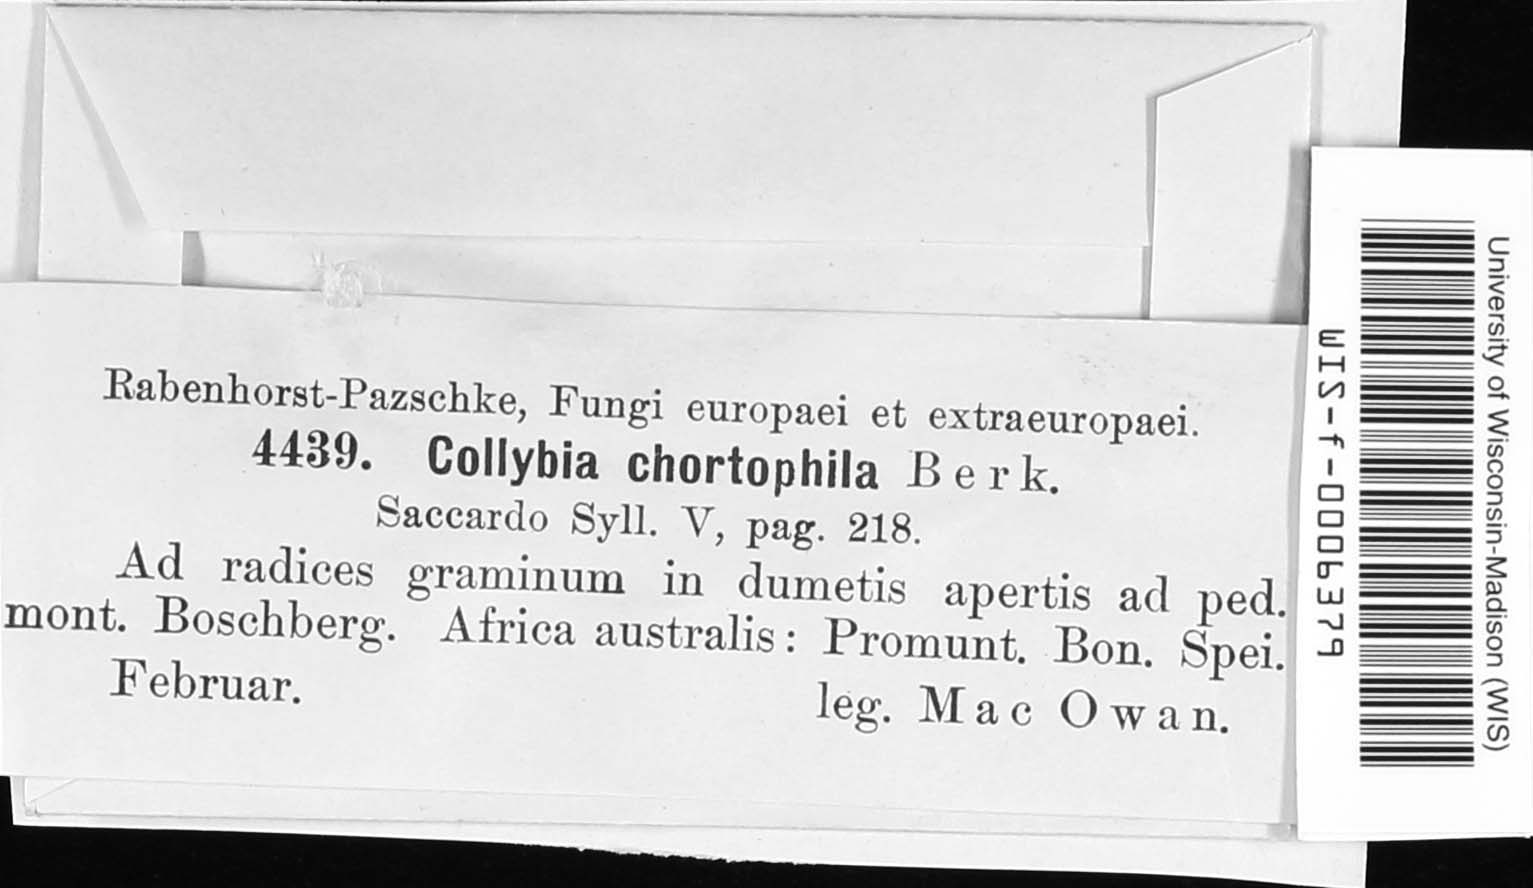 Rabenhorst-Pazschke, Fungi europaei et extraeuropaei.
4439. Collybia chortophila Berk.
Saccardo Syll. V, pag. 218.
Ad radices graminum in dumetis apertis ad ped.
mont. Boschberg. Africa australis: Promunt. Bon. Spei.
Februar. leg. Mac Owan.
University of Wisconsin-Madison (WIS)
WIS-f-0006379